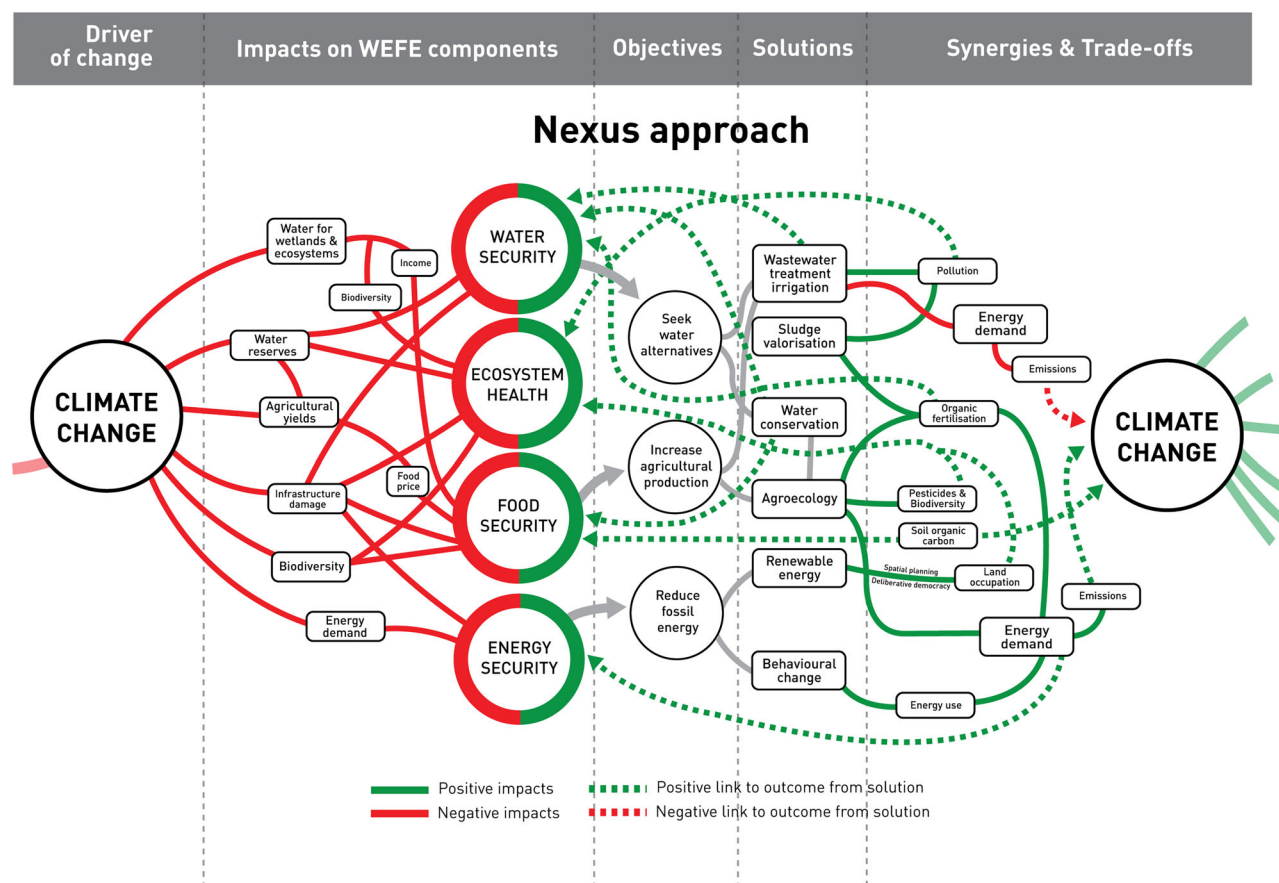 Driver
of change
Impacts on WEFE components
Objectives
Solutions
Synergies & Trade-offs
Nexus approach
CLIMATE
CHANGE
Water for
wetlands &
ecosystems
Income
Biodiversity
Water
reserves
Agricultural
yields
Food
price
Infrastructure
damage
Biodiversity
Energy
demand
WATER
SECURITY
ECOSYSTEM
HEALTH
FOOD
SECURITY
ENERGY
SECURITY
Seek
water
alternatives
Increase
agricultural
production
Reduce
fossil
energy
Wastewater
treatment
irrigation
Sludge
valorisation
Water
conservation
Agroecology
Renewable
energy
Behavioural
change
Pollution
Energy
demand
Emissions
Organic
fertilisation
Pesticides &
Biodiversity
Soil organic
carbon
Spatial planning
Deliberative democracy
Land
occupation
Emissions
Energy
demand
Energy use
CLIMATE
CHANGE
Positive impacts
Negative impacts
Positive link to outcome from solution
Negative link to outcome from solution